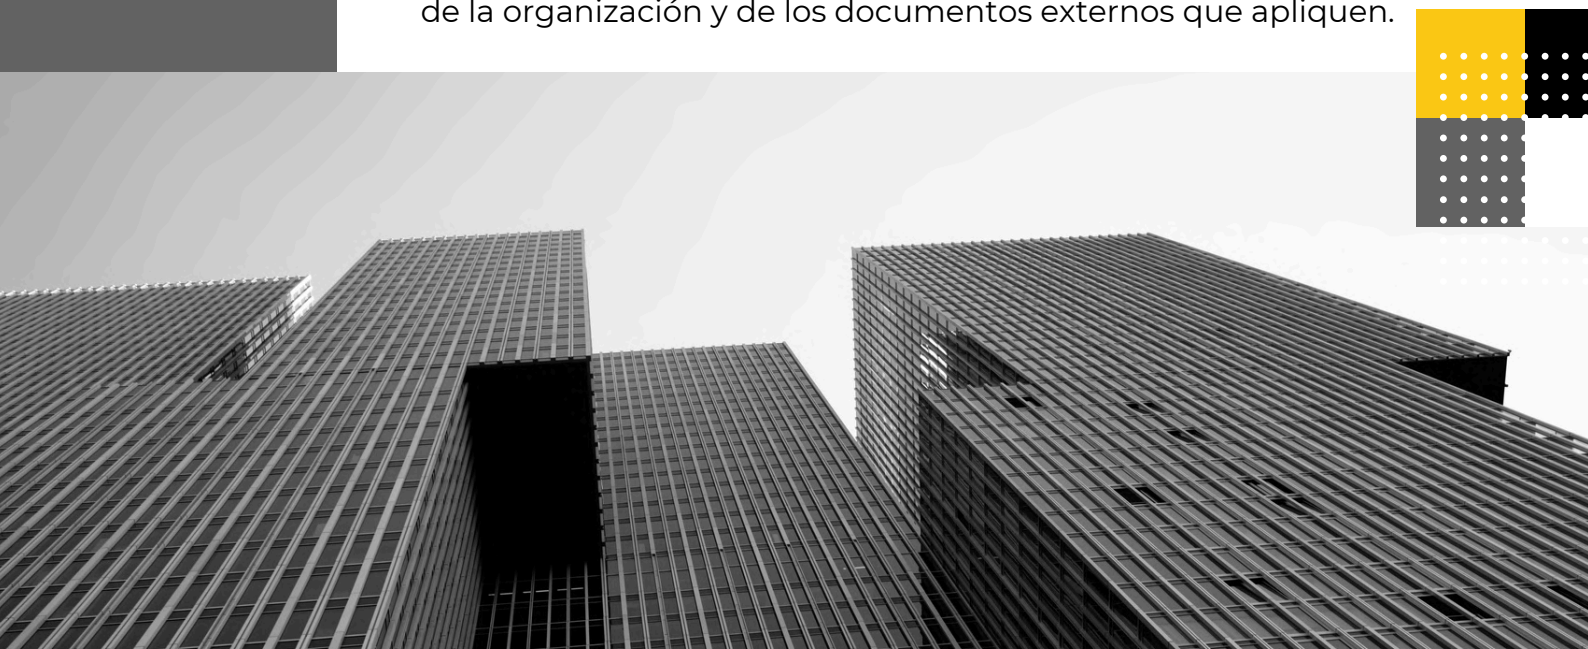 de la organización y de los documentos externos que apliquen.